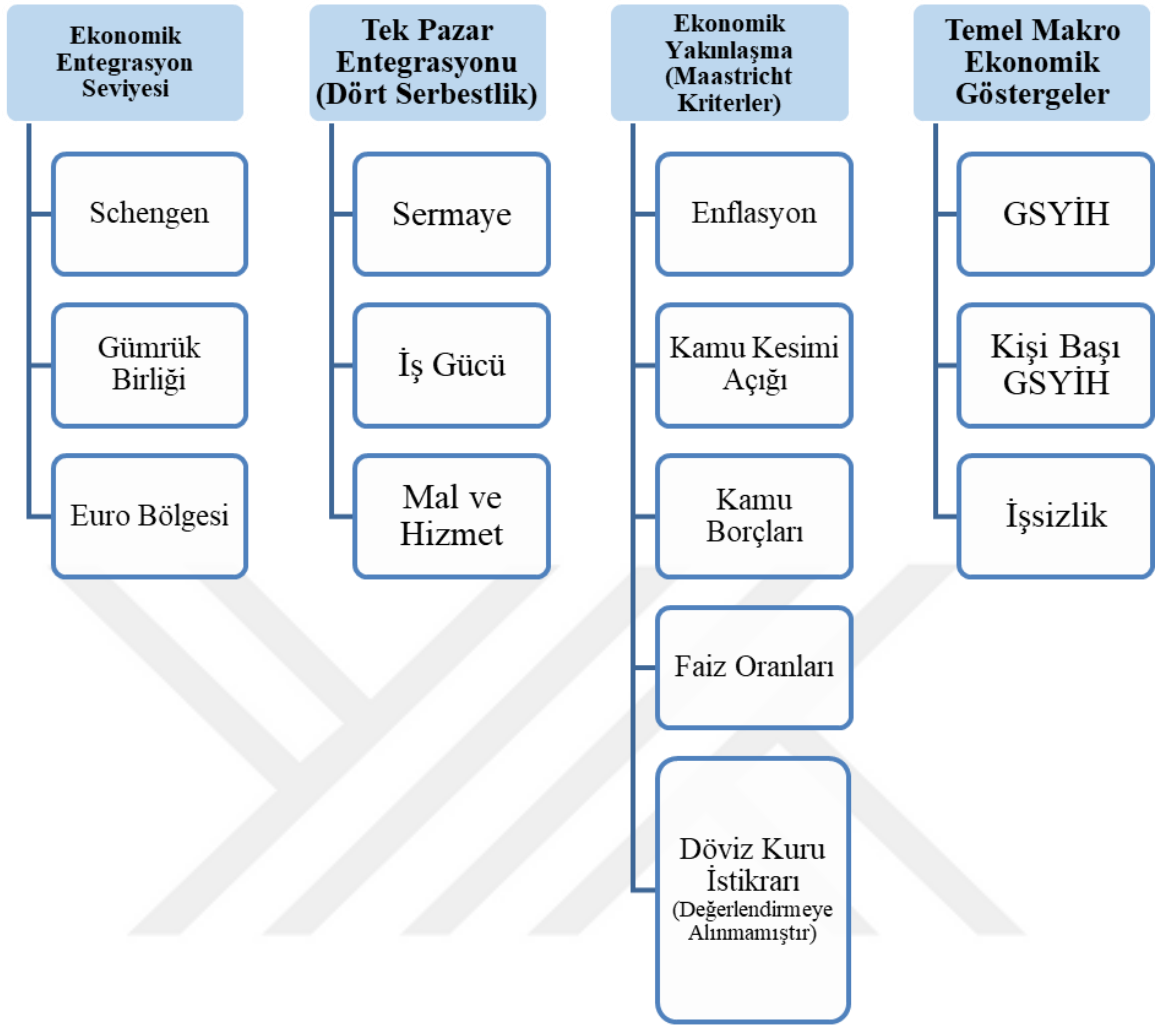 Ekonomik
Entegrasyon
Seviyesi
Schengen
Gümrük
Birliği
Euro Bölgesi
Tek Pazar
Entegrasyonu
(Dört Serbestlik)
Sermaye
İş Gücü
Mal ve
Hizmet
Ekonomik
Yakınlaşma
(Maastricht
Kriterler)
Enflasyon
Kamu Kesimi
Açığı
Kamu
Borçları
Faiz Oranları
Döviz Kuru
İstikrarı
(Değerlendirmeye
Alınmamıştır)
Temel Makro
Ekonomik
Göstergeler
GSYİH
Kişi Başı
GSYİH
İşsizlik